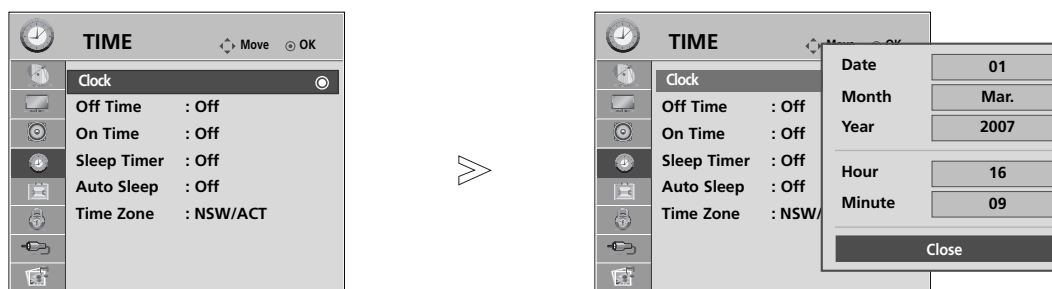 TIME Move OK
Clock
Off Time : Off
On Time : Off
Sleep Timer : Off
Auto Sleep : Off
Time Zone : NSW/ACT
TIME
Clock
Off Time : Off
On Time : Off
Sleep Timer : Off
Auto Sleep : Off
Time Zone : NSW/
Date 01
Month Mar.
Year 2007
Hour 16
Minute 09
Close